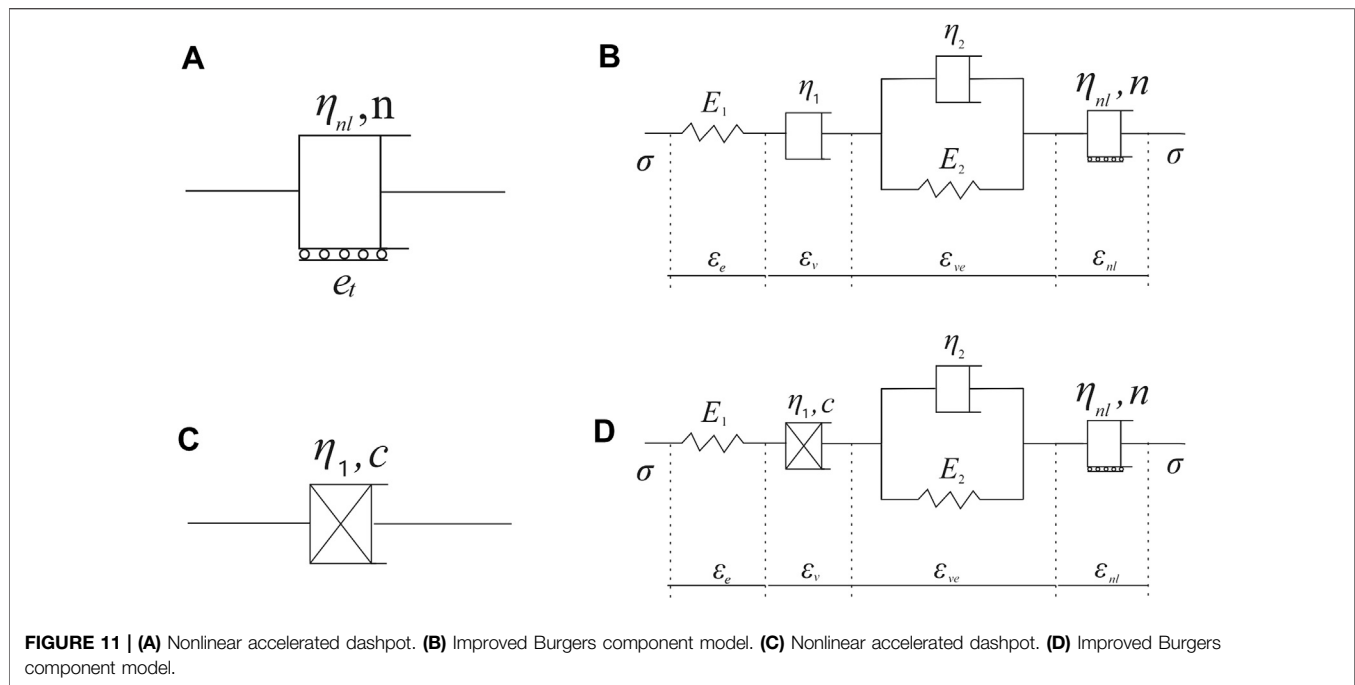 A
η_nl, n
e_t
B
E_1
η_1
η_2
E_2
η_nl, n
σ
σ
ε_e
ε_v
ε_ve
ε_nl
C
η_1, c
D
E_1
η_1, c
η_2
E_2
η_nl, n
σ
σ
ε_e
ε_v
ε_ve
ε_nl
FIGURE 11 | (A) Nonlinear accelerated dashpot. (B) Improved Burgers component model. (C) Nonlinear accelerated dashpot. (D) Improved Burgers
component model.